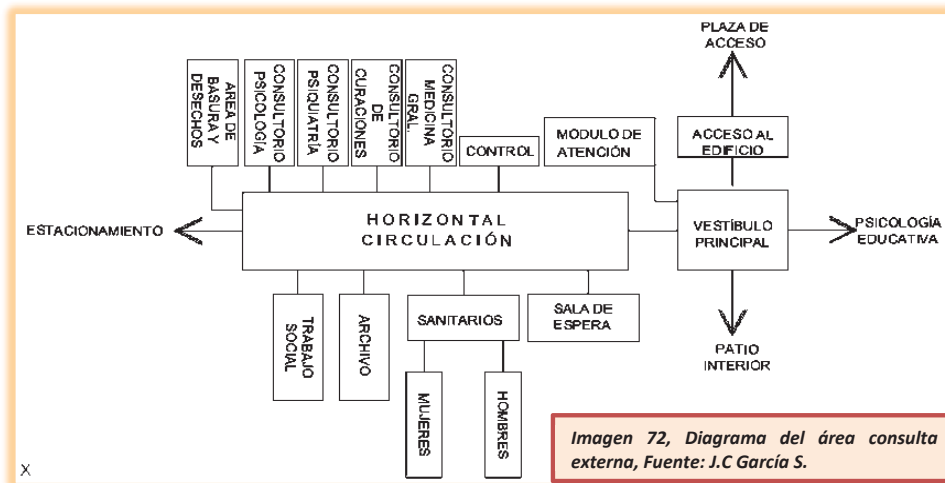 PLAZA DE
ACCESO
ÁREA DE
BASURA Y
DESECHOS
CONSULTORIO
PSICOLOGÍA
CONSULTORIO
PSIQUIATRÍA
CONSULTORIO
DE
CURACIONES
CONSULTORIO
MEDICINA
GRAL.
CONTROL
MÓDULO DE
ATENCIÓN
ACCESO AL
EDIFICIO
ESTACIONAMIENTO
HORIZONTAL
CIRCULACIÓN
VESTÍBULO
PRINCIPAL
PSICOLOGÍA
EDUCATIVA
TRABAJO
SOCIAL
ARCHIVO
SANITARIOS
SALA DE
ESPERA
PATIO
INTERIOR
MUJERES
HOMBRES
Imagen 72, Diagrama del área consulta
externa, Fuente: J.C García S.
X